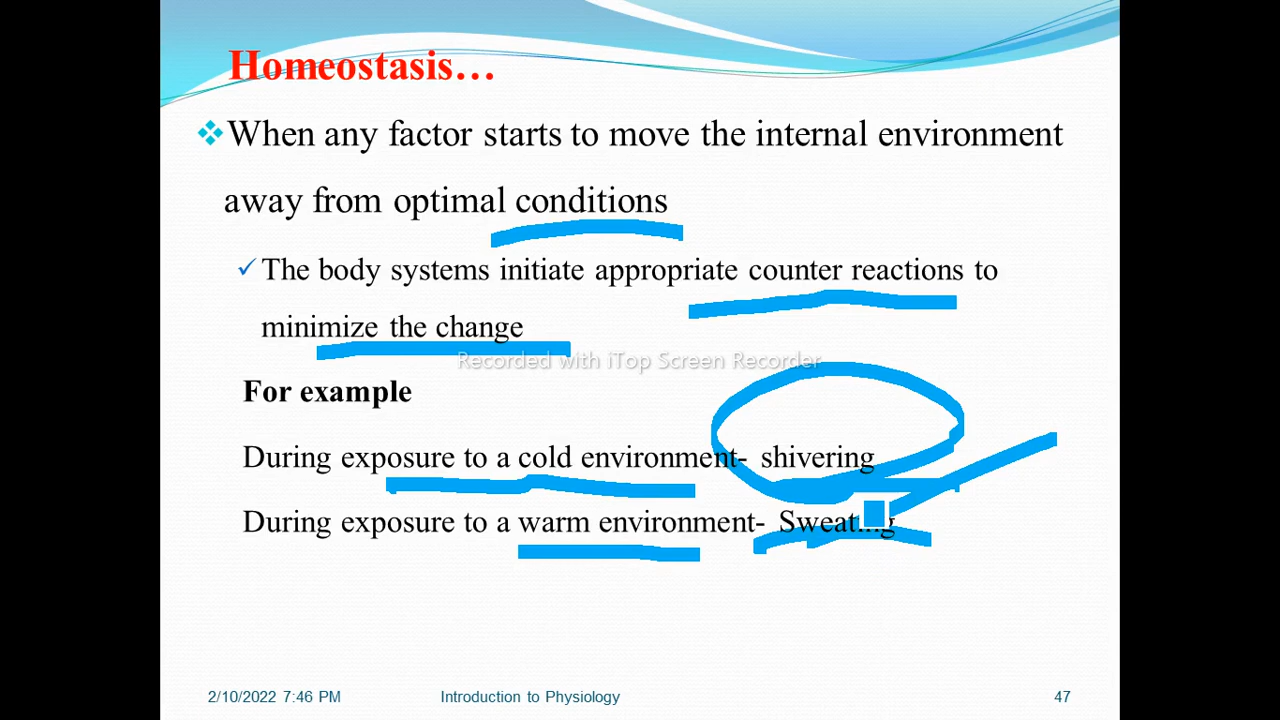 Homeostasis…
When any factor starts to move the internal environment
away from optimal conditions
The body systems initiate appropriate counter reactions to
minimize the change
Recorded with iTop Screen Recorder
For example
During exposure to a cold environment- shivering
During exposure to a warm environment- Sweating
2/10/2022 7:46 PM Introduction to Physiology 47